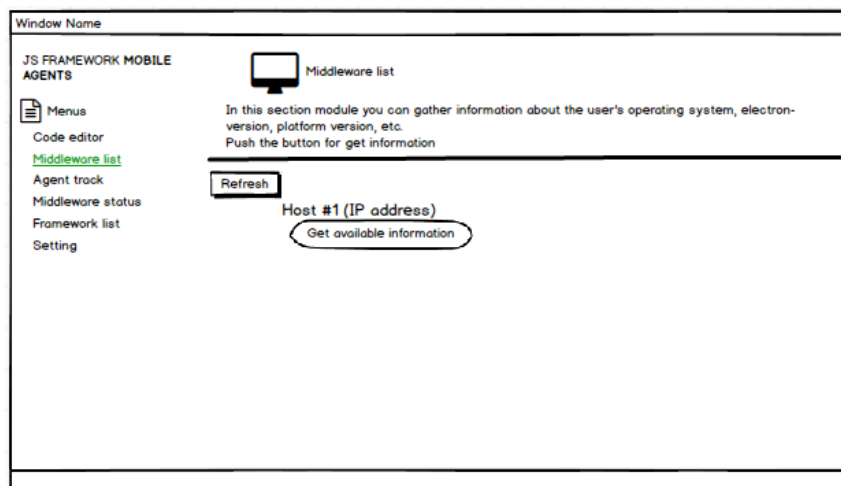 Window Name
JS FRAMEWORK MOBILE
AGENTS
Menus
Code editor
Middleware list
Agent track
Middleware status
Framework list
Setting
Middleware list
In this section module you can gather information about the user's operating system, electron-
version, platform version, etc.
Push the button for get information
Refresh
Host #1 (IP address)
Get available information